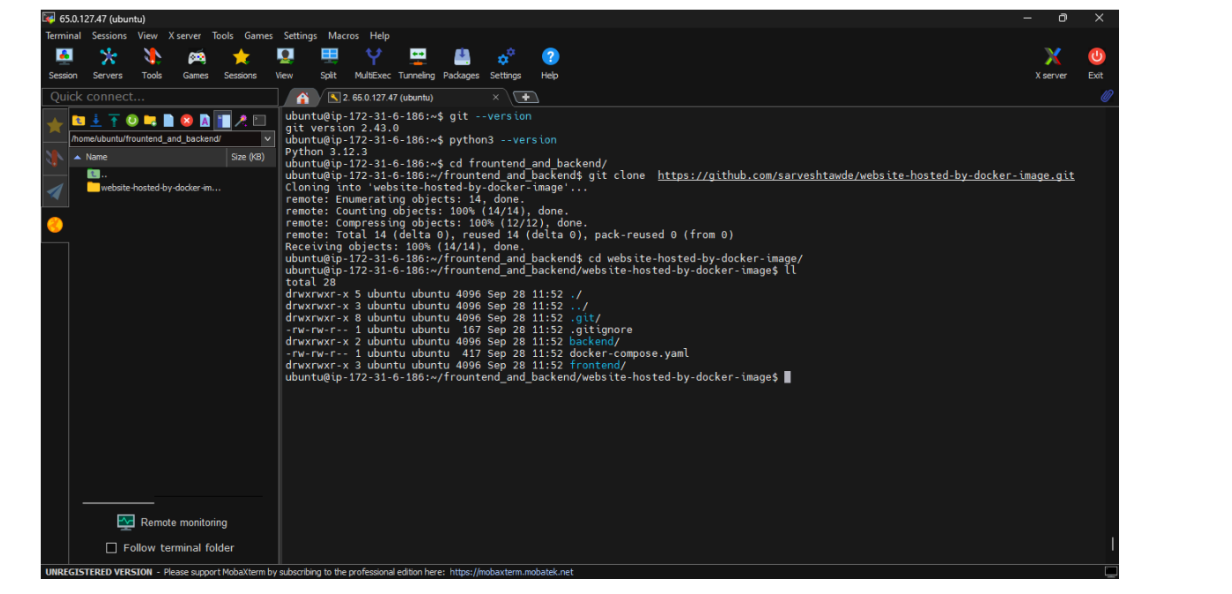 65.0.127.47 (ubuntu)
Terminal Sessions View X server Tools Games Settings Macros Help
Session Servers Tools Games Sessions View Split MultiExec Tunneling Packages Settings Help X server Exit
Quick connect...
2. 65.0.127.47 (ubuntu)
/home/ubuntu/frountend_and_backend/
Name Size (KB)
..
website-hosted-by-docker-im...
ubuntu@ip-172-31-6-186:~$ git --version
git version 2.43.0
ubuntu@ip-172-31-6-186:~$ python3 --version
Python 3.12.3
ubuntu@ip-172-31-6-186:~$ cd frountend_and_backend/
ubuntu@ip-172-31-6-186:~/frountend_and_backend$ git clone  https://github.com/sarveshtawde/website-hosted-by-docker-image.git
Cloning into 'website-hosted-by-docker-image'...
remote: Enumerating objects: 14, done.
remote: Counting objects: 100% (14/14), done.
remote: Compressing objects: 100% (12/12), done.
remote: Total 14 (delta 0), reused 14 (delta 0), pack-reused 0 (from 0)
Receiving objects: 100% (14/14), done.
ubuntu@ip-172-31-6-186:~/frountend_and_backend$ cd website-hosted-by-docker-image/
ubuntu@ip-172-31-6-186:~/frountend_and_backend/website-hosted-by-docker-image$ ll
total 28
drwxrwxr-x 5 ubuntu ubuntu 4096 Sep 28 11:52 ./
drwxrwxr-x 3 ubuntu ubuntu 4096 Sep 28 11:52 ../
drwxrwxr-x 8 ubuntu ubuntu 4096 Sep 28 11:52 .git/
-rw-rw-r-- 1 ubuntu ubuntu  167 Sep 28 11:52 .gitignore
drwxrwxr-x 2 ubuntu ubuntu 4096 Sep 28 11:52 backend/
-rw-rw-r-- 1 ubuntu ubuntu  417 Sep 28 11:52 docker-compose.yaml
drwxrwxr-x 3 ubuntu ubuntu 4096 Sep 28 11:52 frontend/
ubuntu@ip-172-31-6-186:~/frountend_and_backend/website-hosted-by-docker-image$
Remote monitoring
Follow terminal folder
UNREGISTERED VERSION - Please support MobaXterm by subscribing to the professional edition here: https://mobaxterm.mobatek.net